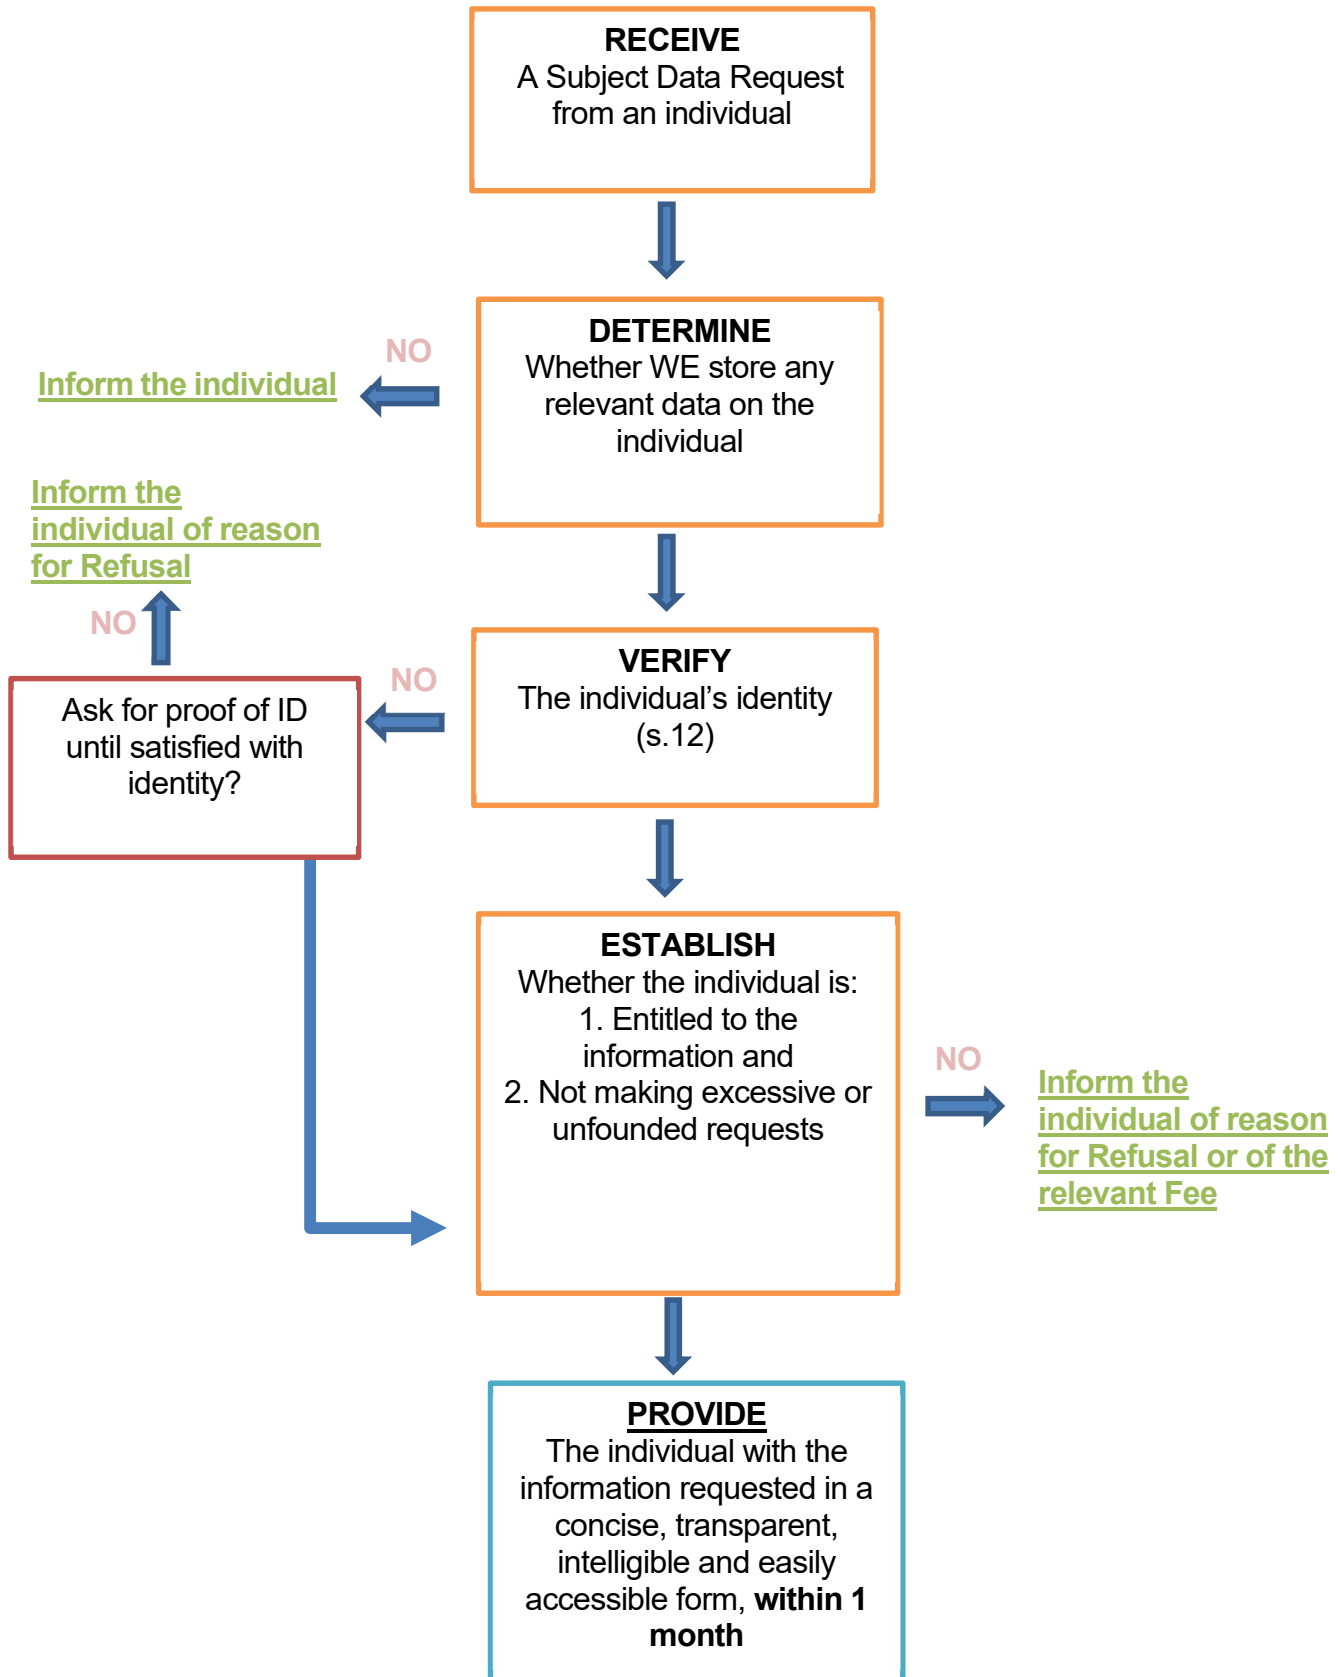 RECEIVE
A Subject Data Request
from an individual
DETERMINE
Whether WE store any
relevant data on the
individual
NO
Inform the individual
Inform the
individual of reason
for Refusal
NO
VERIFY
The individual’s identity
(s.12)
NO
Ask for proof of ID
until satisfied with
identity?
ESTABLISH
Whether the individual is:
1. Entitled to the
information and
2. Not making excessive or
unfounded requests
NO
Inform the
individual of reason
for Refusal or of the
relevant Fee
PROVIDE
The individual with the
information requested in a
concise, transparent,
intelligible and easily
accessible form, within 1
month